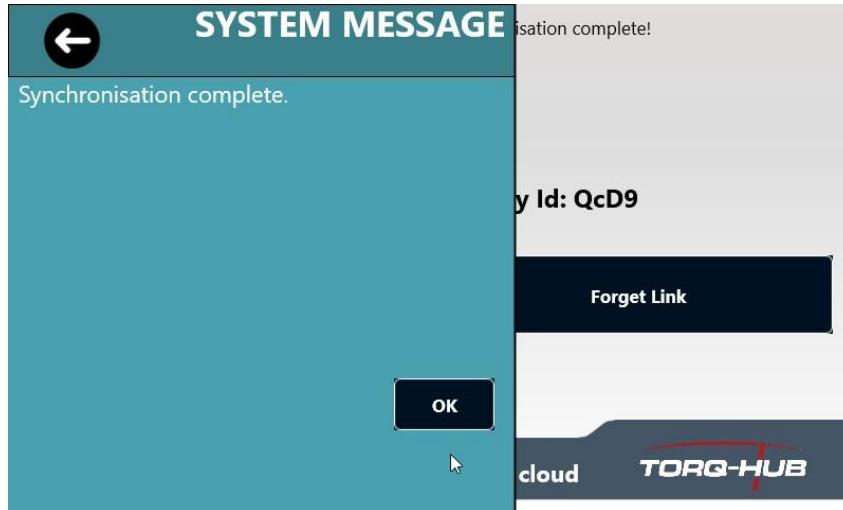 SYSTEM MESSAGE
isation complete!
Synchronisation complete.
y Id: QcD9
Forget Link
OK
cloud
TORQ-HUB